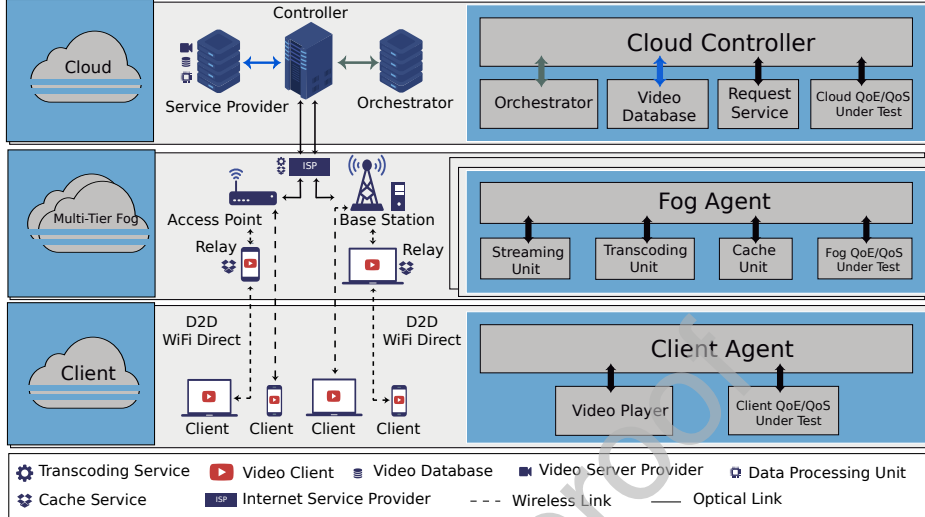 Controller
Cloud
Service Provider
Orchestrator
Cloud Controller
Orchestrator
Video
Database
Request
Service
Cloud QoE/QoS
Under Test
Multi-Tier Fog
ISP
Access Point
Base Station
Relay
Relay
Fog Agent
Streaming
Unit
Transcoding
Unit
Cache
Unit
Fog QoE/QoS
Under Test
Client
D2D
WiFi Direct
D2D
WiFi Direct
Client
Client
Client
Client
Client Agent
Video Player
Client QoE/QoS
Under Test
Transcoding Service
Video Client
Video Database
Video Server Provider
Data Processing Unit
Cache Service
ISP
Internet Service Provider
Wireless Link
Optical Link
roof